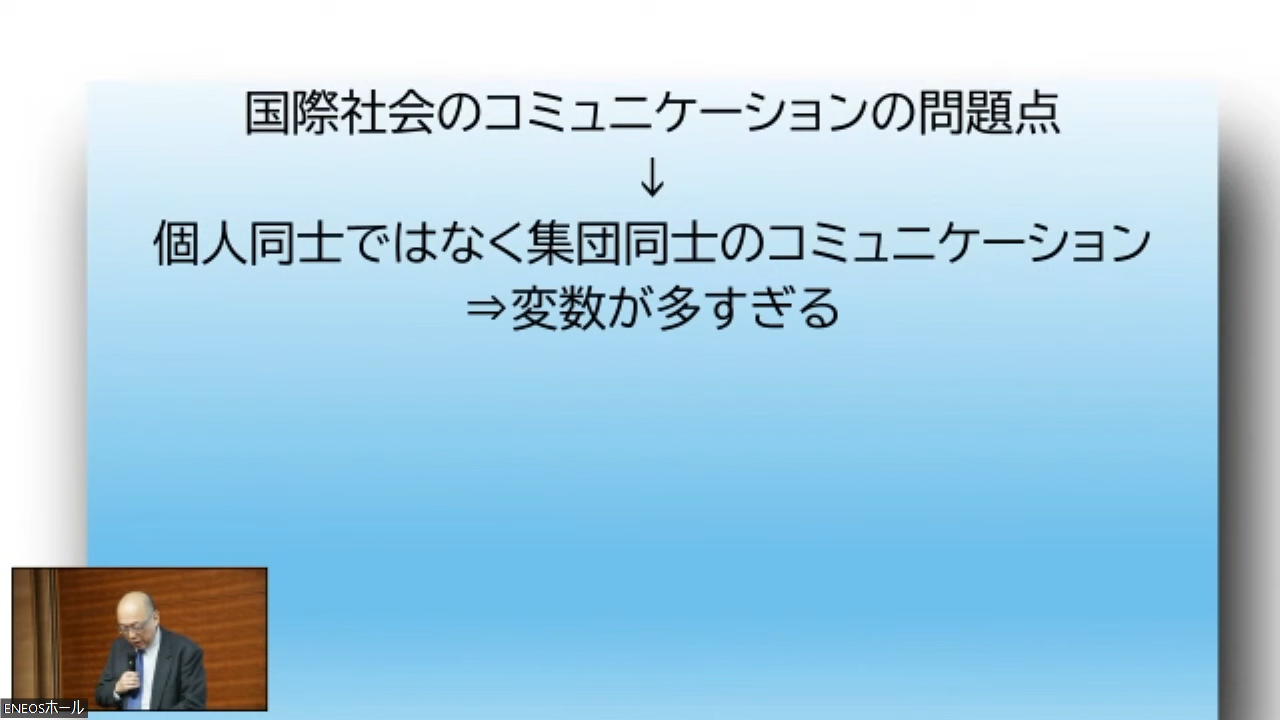 国際社会のコミュニケーションの問題点
↓
個人同士ではなく集団同士のコミュニケーション
⇒変数が多すぎる
ENEOSホール